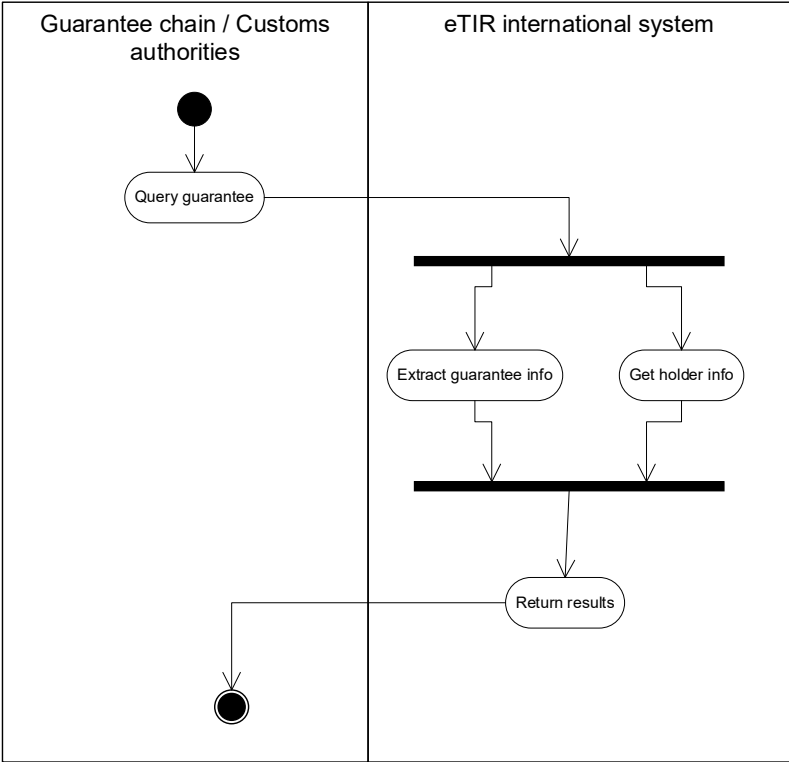 Guarantee chain / Customs
authorities
eTIR international system
Query guarantee
Extract guarantee info
Get holder info
Return results